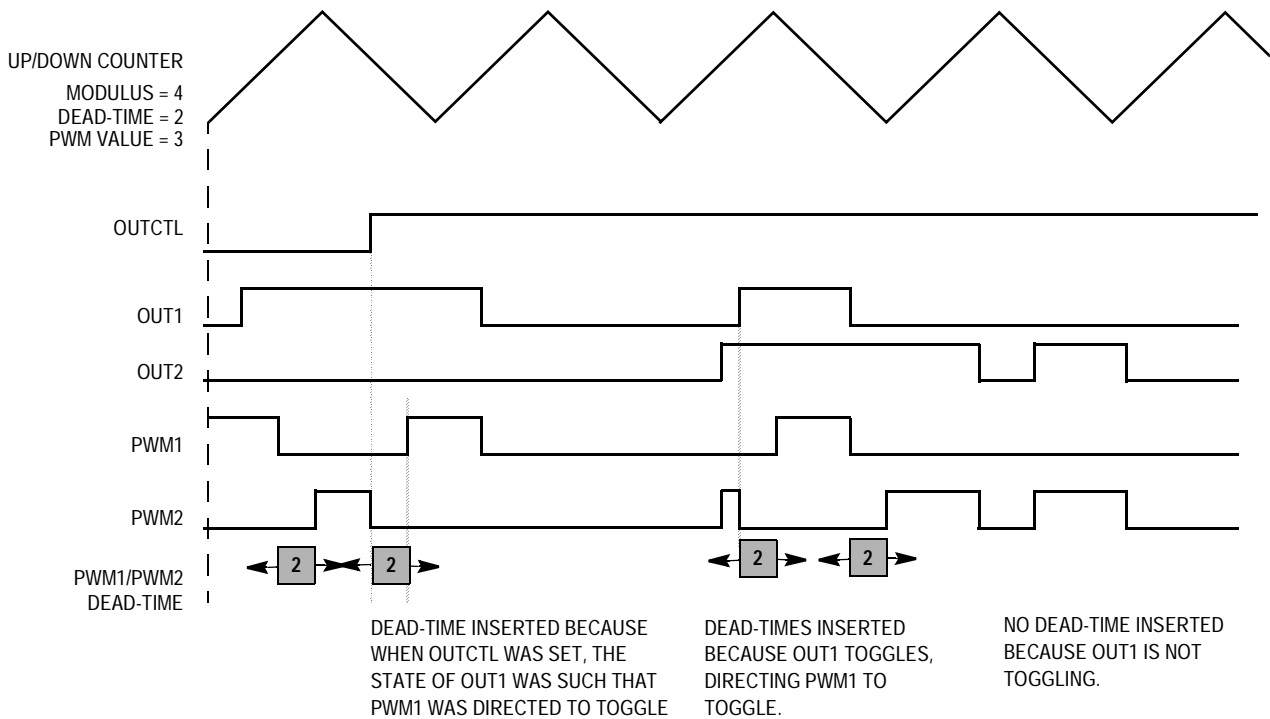 UP/DOWN COUNTER
MODULUS = 4
DEAD-TIME = 2
PWM VALUE = 3
OUTCTL
OUT1
OUT2
PWM1
PWM2
PWM1/PWM2
DEAD-TIME
2
2
2
2
DEAD-TIME INSERTED BECAUSE
WHEN OUTCTL WAS SET, THE
STATE OF OUT1 WAS SUCH THAT
PWM1 WAS DIRECTED TO TOGGLE
DEAD-TIMES INSERTED
BECAUSE OUT1 TOGGLES,
DIRECTING PWM1 TO
TOGGLE.
NO DEAD-TIME INSERTED
BECAUSE OUT1 IS NOT
TOGGLING.